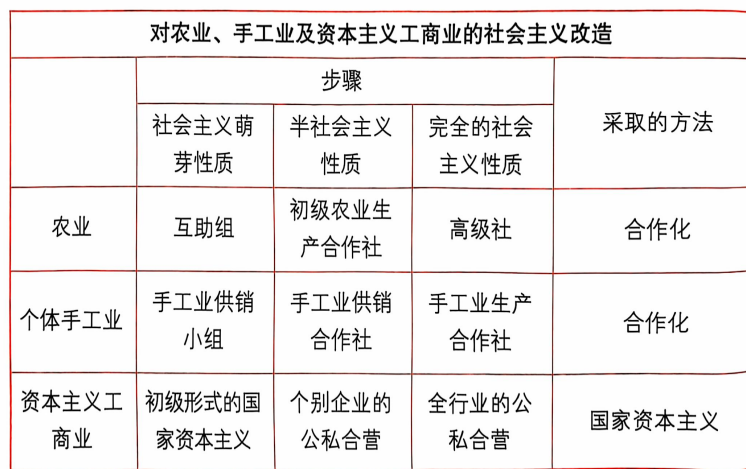 对农业、手工业及资本主义工商业的社会主义改造
步骤
采取的方法
社会主义萌
芽性质
半社会主义
性质
完全的社会
主义性质
农业
互助组
初级农业生
产合作社
高级社
合作化
个体手工业
手工业供销
小组
手工业供销
合作社
手工业生产
合作社
合作化
资本主义工
商业
初级形式的国
家资本主义
个别企业的
公私合营
全行业的公
私合营
国家资本主义